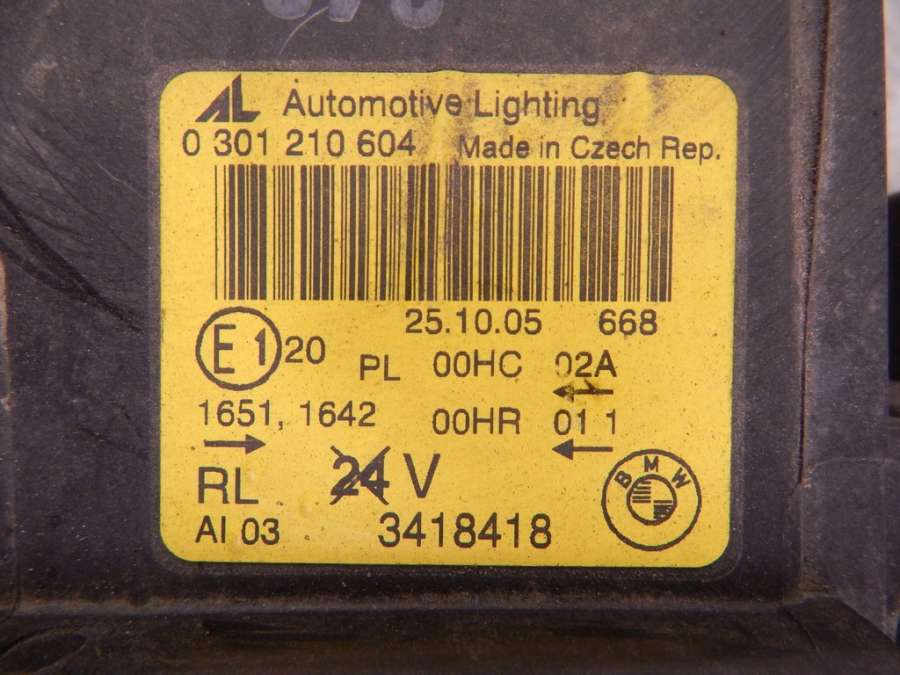 AL Automotive Lighting
0 301 210 604 Made in Czech Rep.
25.10.05 668
E1 20 PL 00HC 02A
1651, 1642 00HR 01 1
RL 24 V
AI 03 3418418
BMW